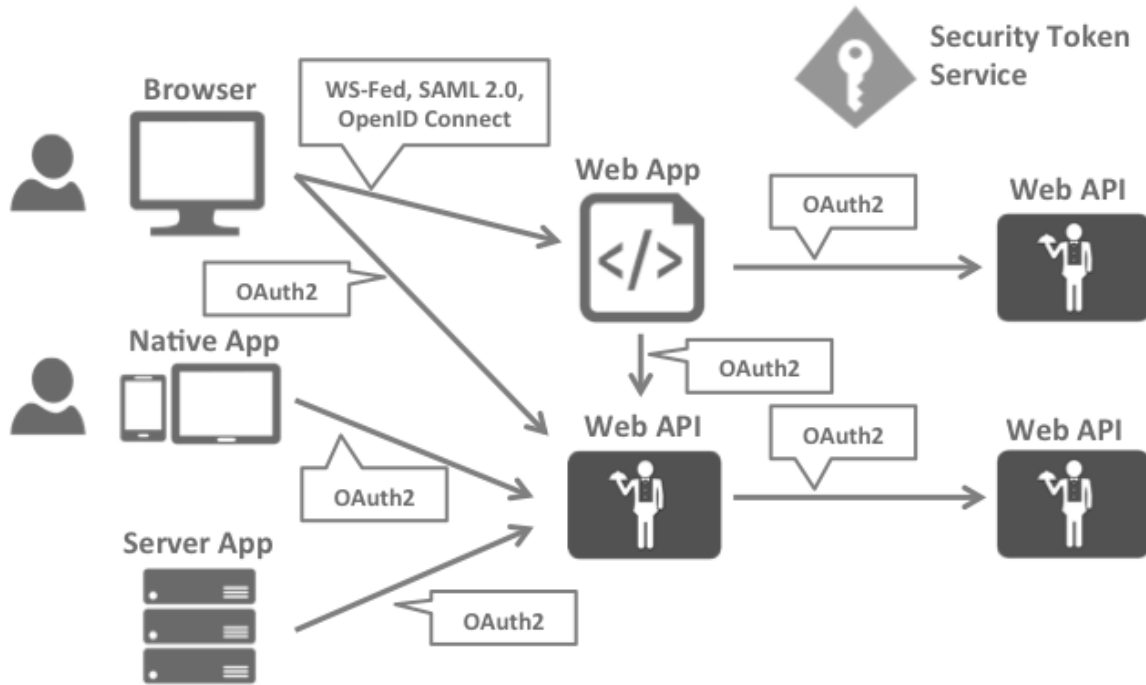 Security Token
Service
Browser
WS-Fed, SAML 2.0,
OpenID Connect
Web App
OAuth2
Web API
OAuth2
Native App
OAuth2
Web API
OAuth2
Web API
OAuth2
Server App
OAuth2